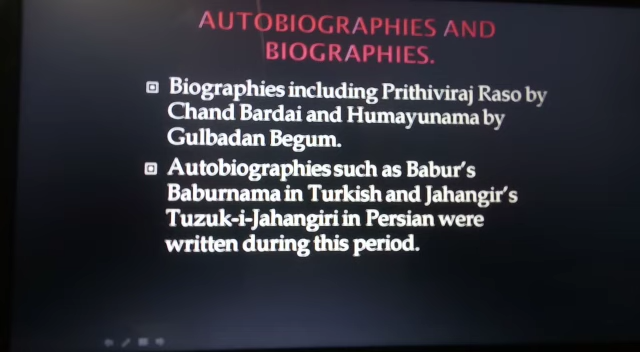 AUTOBIOGRAPHIES AND
BIOGRAPHIES.
Biographies including Prithiviraj Raso by
Chand Bardai and Humayunama by
Gulbadan Begum.
Autobiographies such as Babur's
Baburnama in Turkish and Jahangir's
Tuzuk-i-Jahangiri in Persian were
written during this period.